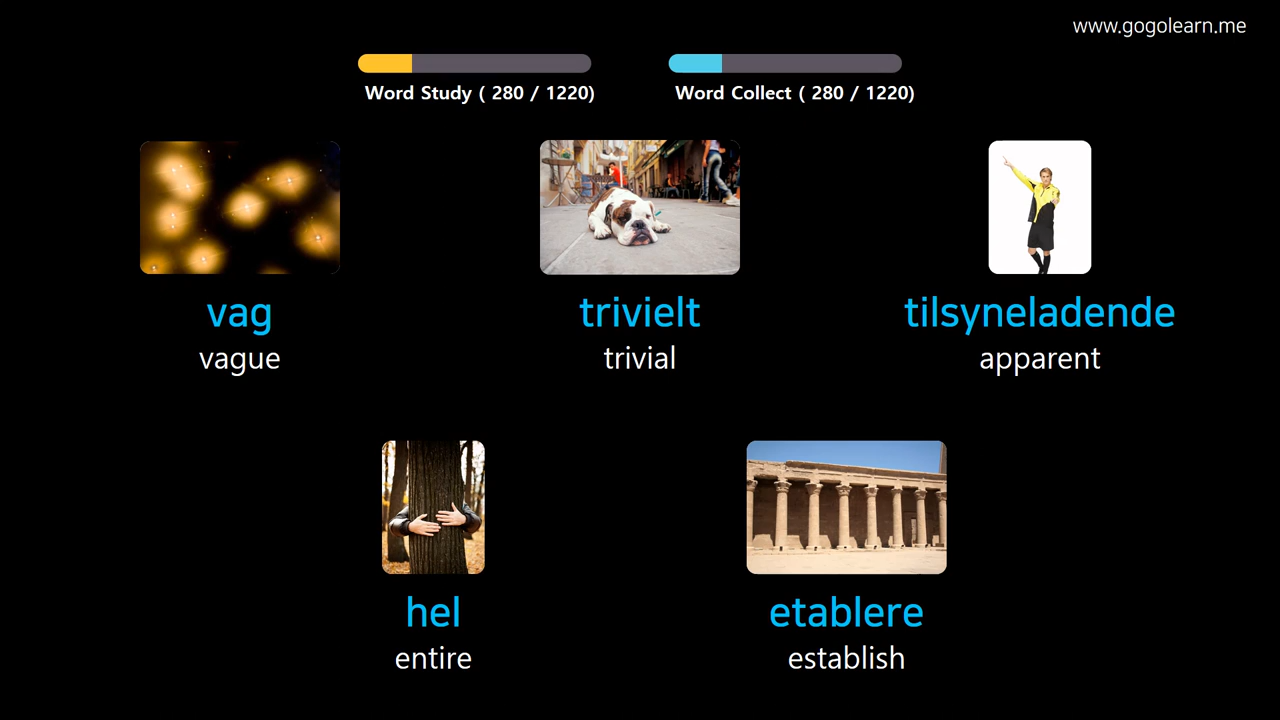 www.gogolearn.me
Word Study ( 280 / 1220)
Word Collect ( 280 / 1220)
vag
vague
trivielt
trivial
tilsyneladende
apparent
hel
entire
etablere
establish